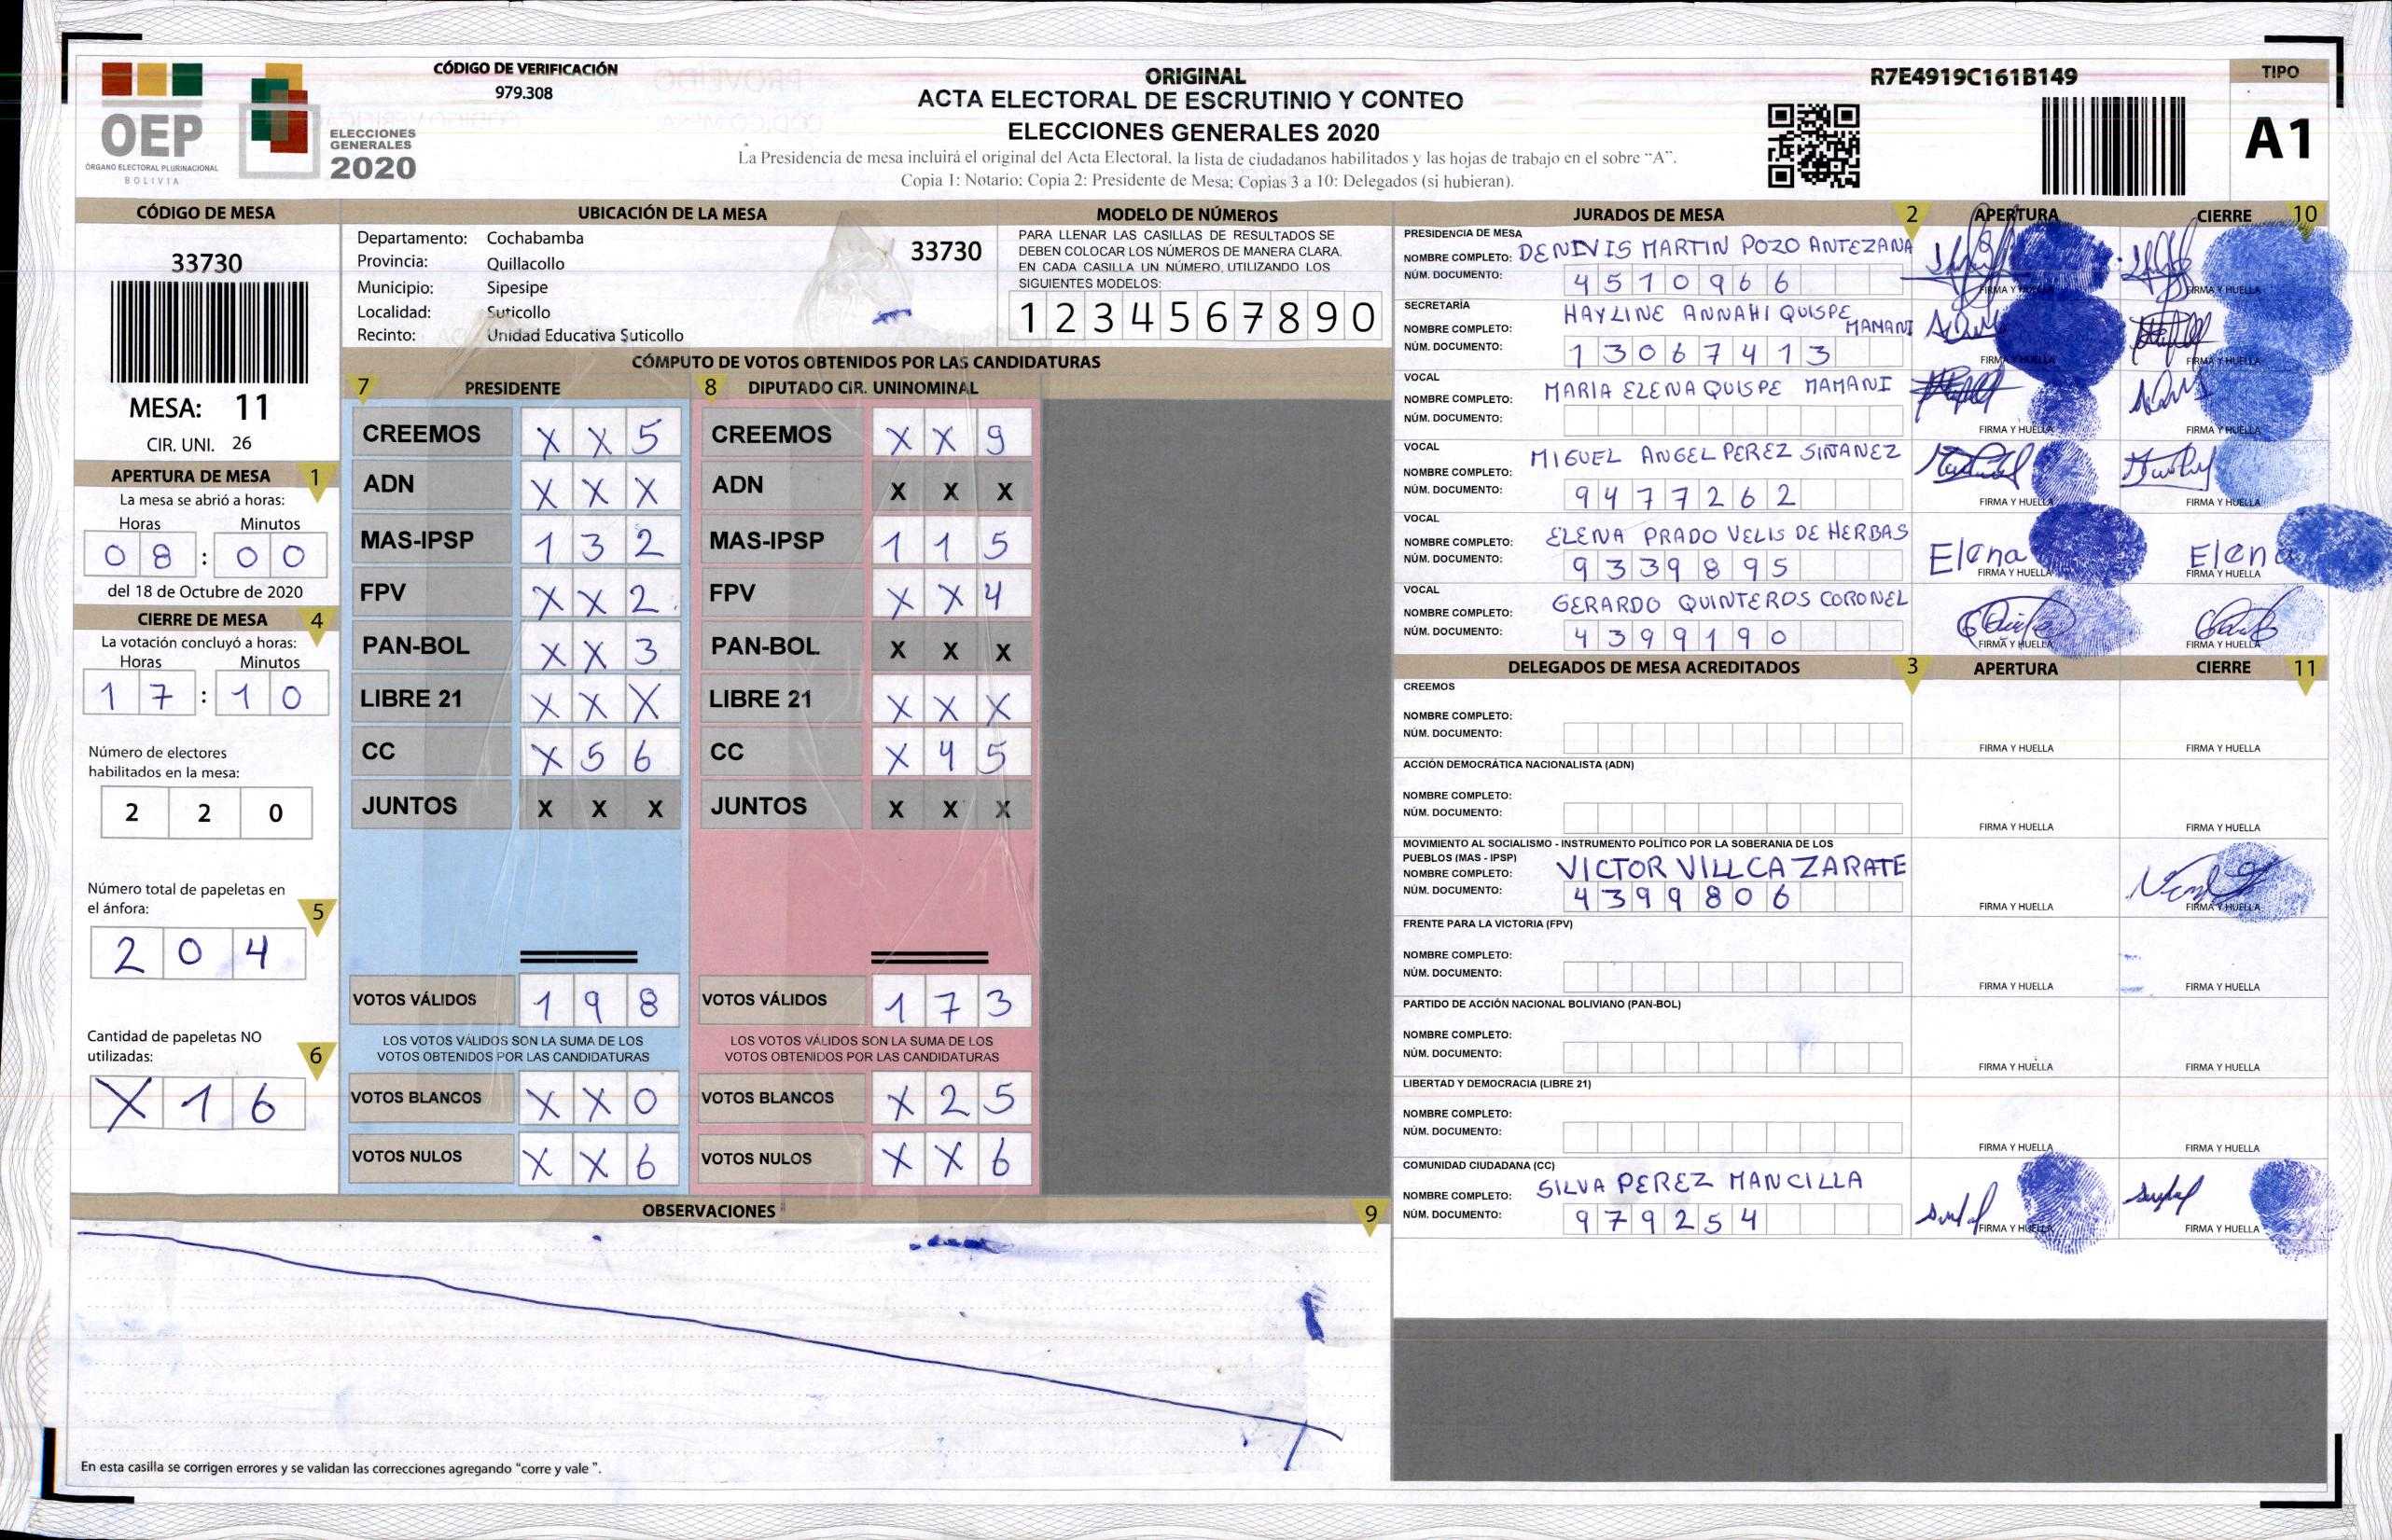 CÓDIGO DE VERIFICACIÓN
979.308
OEP
ÓRGANO ELECTORAL PLURINACIONAL
BOLIVIA
ELECCIONES
GENERALES
2020
ORIGINAL
ACTA ELECTORAL DE ESCRUTINIO Y CONTEO
ELECCIONES GENERALES 2020
La Presidencia de mesa incluirá el original del Acta Electoral, la lista de ciudadanos habilitados y las hojas de trabajo en el sobre "A".
Copia 1: Notario; Copia 2: Presidente de Mesa; Copias 3 a 10: Delegados (si hubieran).
R7E4919C161B149
TIPO
A1
CÓDIGO DE MESA
33730
MESA: 11
CIR. UNI. 26
APERTURA DE MESA 1
La mesa se abrió a horas:
Horas Minutos
08 : 00
del 18 de Octubre de 2020
CIERRE DE MESA 4
La votación concluyó a horas:
Horas Minutos
17 : 10
Número de electores
habilitados en la mesa:
2 2 0
Número total de papeletas en
el ánfora: 5
2 0 4
Cantidad de papeletas NO
utilizadas: 6
X 1 6
UBICACIÓN DE LA MESA
Departamento: Cochabamba
33730
Provincia: Quillacollo
Municipio: Sipesipe
Localidad: Suticollo
Recinto: Unidad Educativa Suticollo
MODELO DE NÚMEROS
PARA LLENAR LAS CASILLAS DE RESULTADOS SE
DEBEN COLOCAR LOS NÚMEROS DE MANERA CLARA.
EN CADA CASILLA UN NÚMERO, UTILIZANDO LOS
SIGUIENTES MODELOS:
1 2 3 4 5 6 7 8 9 0
CÓMPUTO DE VOTOS OBTENIDOS POR LAS CANDIDATURAS
7 PRESIDENTE
CREEMOS X X 5
ADN X X X
MAS-IPSP 1 3 2
FPV X X 2
PAN-BOL X X 3
LIBRE 21 X X X
CC X 5 6
JUNTOS X X X
VOTOS VÁLIDOS 1 9 8
LOS VOTOS VÁLIDOS SON LA SUMA DE LOS
VOTOS OBTENIDOS POR LAS CANDIDATURAS
VOTOS BLANCOS X X 0
VOTOS NULOS X X 6
8 DIPUTADO CIR. UNINOMINAL
CREEMOS X X 9
ADN X X X
MAS-IPSP 1 1 5
FPV X X 4
PAN-BOL X X X
LIBRE 21 X X X
CC X 4 5
JUNTOS X X X
VOTOS VÁLIDOS 1 7 3
LOS VOTOS VÁLIDOS SON LA SUMA DE LOS
VOTOS OBTENIDOS POR LAS CANDIDATURAS
VOTOS BLANCOS X 2 5
VOTOS NULOS X X 6
OBSERVACIONES 9
En esta casilla se corrigen errores y se validan las correcciones agregando "corre y vale ".
JURADOS DE MESA 2 APERTURA CIERRE 10
PRESIDENCIA DE MESA
NOMBRE COMPLETO: DENIVIS MARTIN POZO ANTEZANA
NÚM. DOCUMENTO: 4510966
FIRMA Y HUELLA FIRMA Y HUELLA
SECRETARÍA
NOMBRE COMPLETO: HAYLINE ANNAHI QUISPE MAMANI
NÚM. DOCUMENTO: 13067413
FIRMA Y HUELLA FIRMA Y HUELLA
VOCAL
NOMBRE COMPLETO: MARIA ELENA QUISPE MAMANI
NÚM. DOCUMENTO:
FIRMA Y HUELLA FIRMA Y HUELLA
VOCAL
NOMBRE COMPLETO: MIGUEL ANGEL PEREZ SIÑANEZ
NÚM. DOCUMENTO: 9477262
FIRMA Y HUELLA FIRMA Y HUELLA
VOCAL
NOMBRE COMPLETO: ELENA PRADO VELIS DE HERBAS
NÚM. DOCUMENTO: 9339895
Elena Elena
FIRMA Y HUELLA FIRMA Y HUELLA
VOCAL
NOMBRE COMPLETO: GERARDO QUINTEROS CORONEL
NÚM. DOCUMENTO: 4399190
FIRMA Y HUELLA FIRMA Y HUELLA
DELEGADOS DE MESA ACREDITADOS 3 APERTURA CIERRE 11
CREEMOS
NOMBRE COMPLETO:
NÚM. DOCUMENTO:
FIRMA Y HUELLA FIRMA Y HUELLA
ACCIÓN DEMOCRÁTICA NACIONALISTA (ADN)
NOMBRE COMPLETO:
NÚM. DOCUMENTO:
FIRMA Y HUELLA FIRMA Y HUELLA
MOVIMIENTO AL SOCIALISMO - INSTRUMENTO POLÍTICO POR LA SOBERANIA DE LOS
PUEBLOS (MAS - IPSP)
NOMBRE COMPLETO: VICTOR VILLCA ZARATE
NÚM. DOCUMENTO: 4399806
FIRMA Y HUELLA FIRMA Y HUELLA
FRENTE PARA LA VICTORIA (FPV)
NOMBRE COMPLETO:
NÚM. DOCUMENTO:
FIRMA Y HUELLA FIRMA Y HUELLA
PARTIDO DE ACCIÓN NACIONAL BOLIVIANO (PAN-BOL)
NOMBRE COMPLETO:
NÚM. DOCUMENTO:
FIRMA Y HUELLA FIRMA Y HUELLA
LIBERTAD Y DEMOCRACIA (LIBRE 21)
NOMBRE COMPLETO:
NÚM. DOCUMENTO:
FIRMA Y HUELLA FIRMA Y HUELLA
COMUNIDAD CIUDADANA (CC)
NOMBRE COMPLETO: SILVA PEREZ MANCILLA
NÚM. DOCUMENTO: 979254
FIRMA Y HUELLA FIRMA Y HUELLA